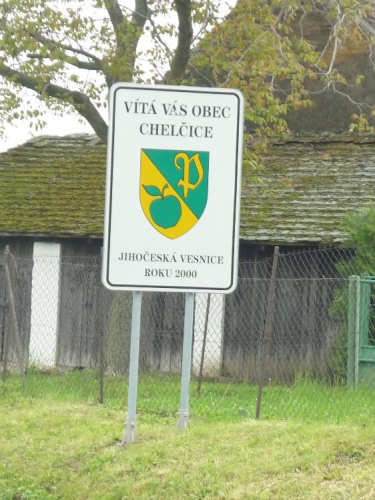 VÍTÁ VÁS OBEC
CHELČICE
P
JIHOČESKÁ VESNICE
ROKU 2000